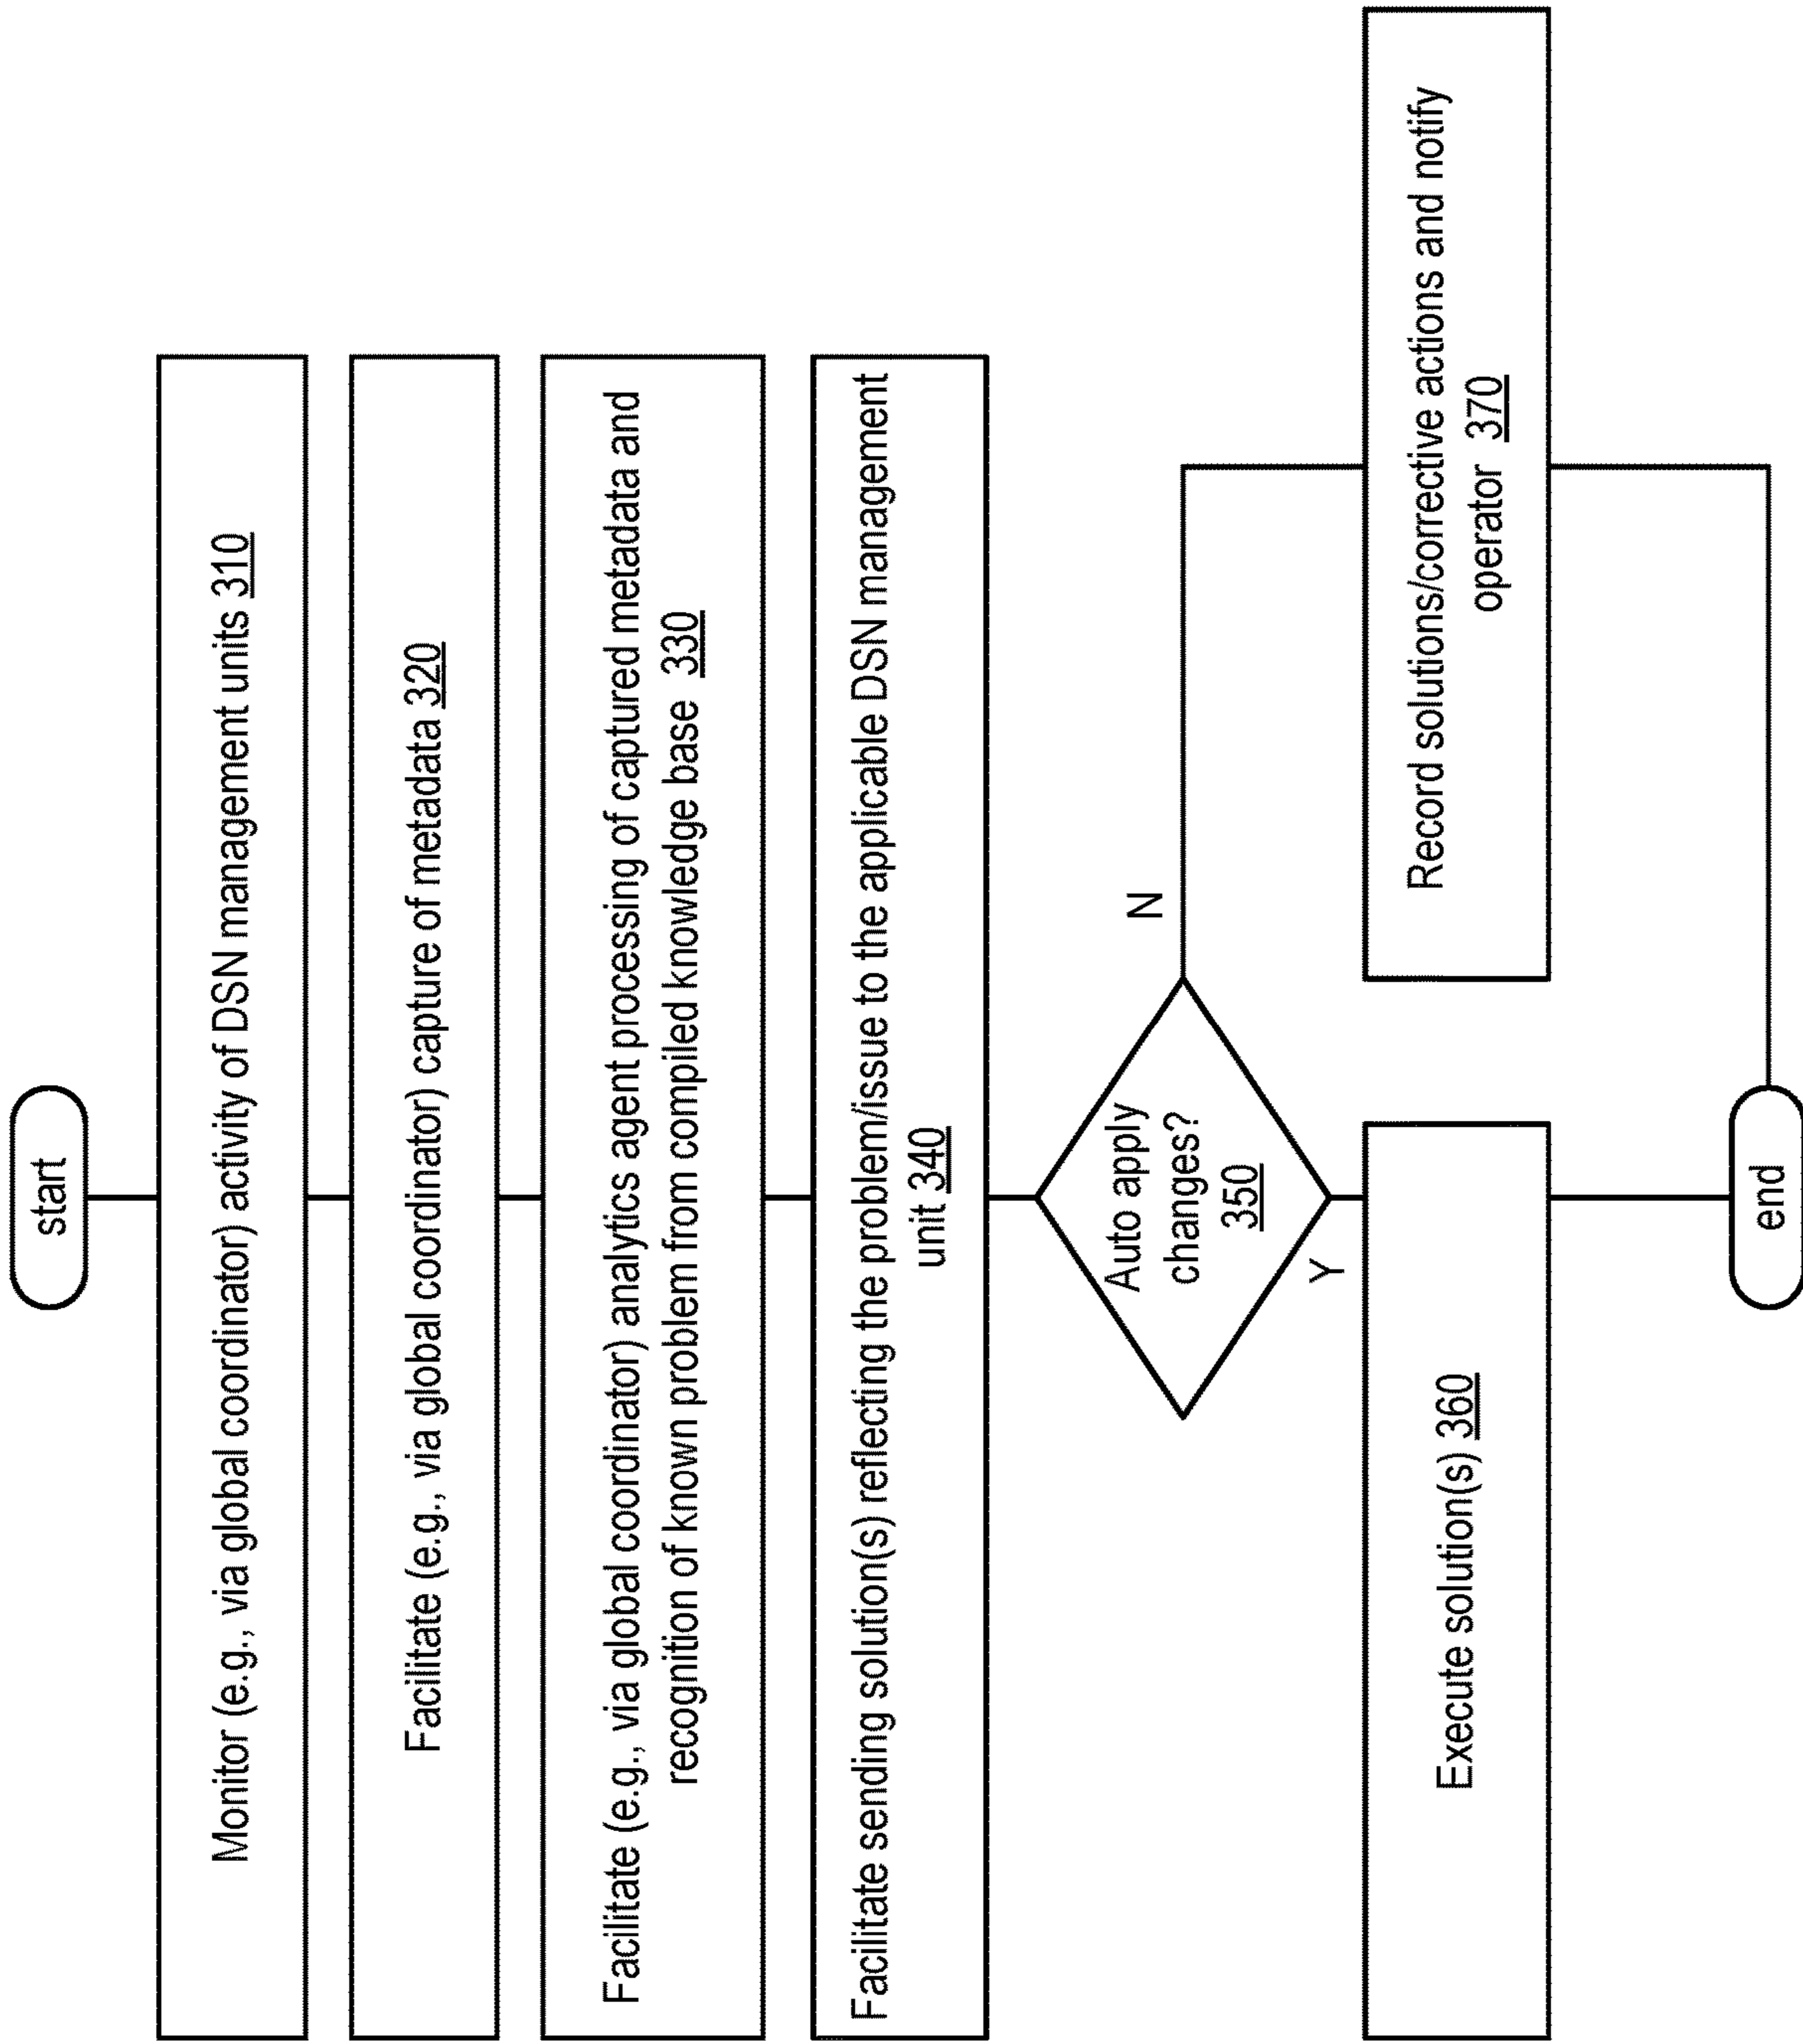 start
Monitor (e.g., via global coordinator) activity of DSN management units 310
Facilitate (e.g., via global coordinator) capture of metadata 320
Facilitate (e.g., via global coordinator) analytics agent processing of captured metadata and
recognition of known problem from compiled knowledge base 330
Facilitate sending solution(s) reflecting the problem/issue to the applicable DSN management
unit 340
Auto apply
changes?
350
N
Y
Execute solution(s) 360
Record solutions/corrective actions and notify
operator 370
end